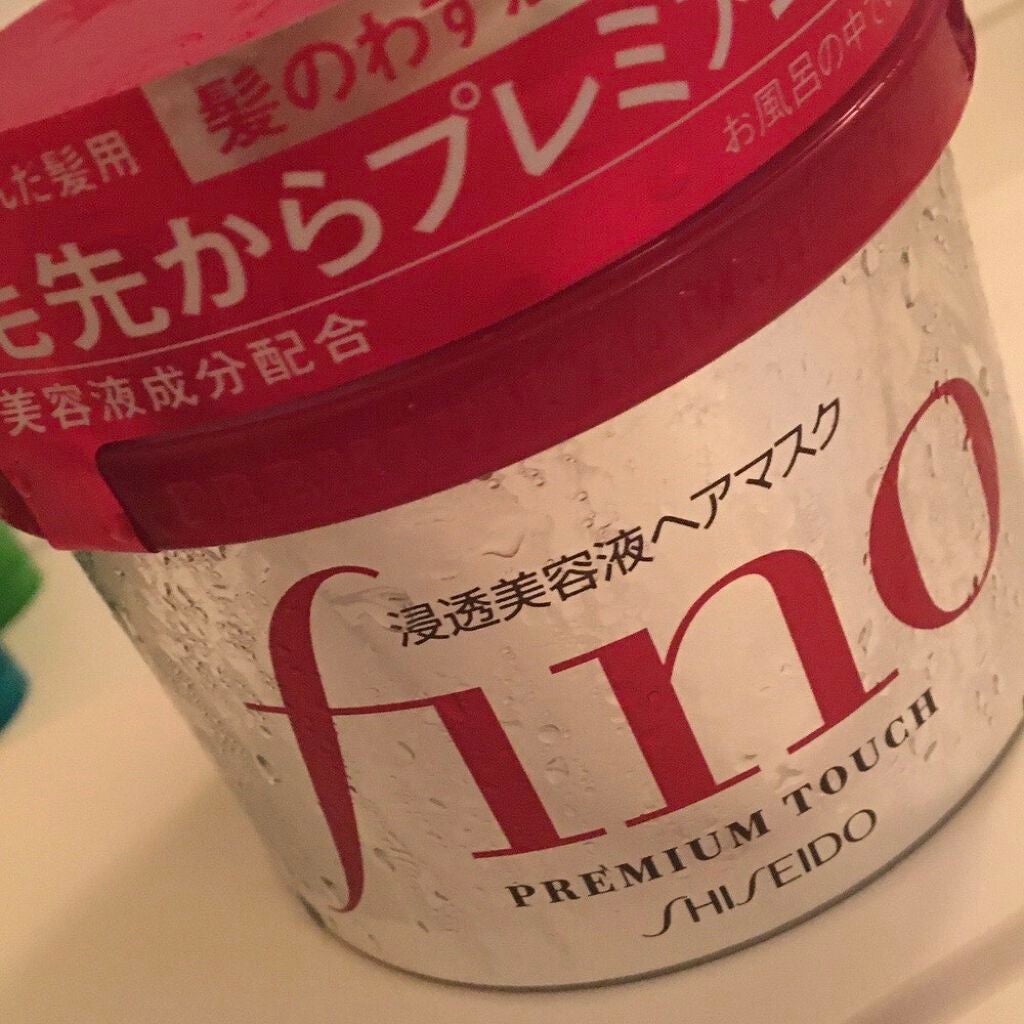 髪のわず
た髪用
先からプレミア
お風呂の中で
美容液成分配合
浸透美容液ヘアマスク
fino
PREMIUM TOUCH
SHISEIDO